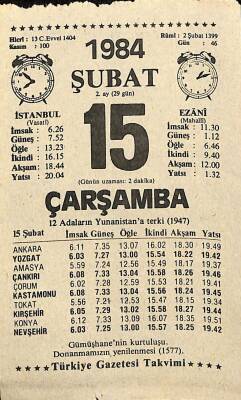 Hicrî : 13 C.Evvel 1404
Kasım : 100
1984
Rûmî : 2 Şubat 1399
Gün : 46
ŞUBAT
2. ay (29 gün)
İSTANBUL
(Vasatî)
İmsak : 6.26
Güneş : 7.52
Öğle : 13.23
İkindi : 16.15
Akşam : 18.44
Yatsı : 20.04
15
EZÂNÎ
(Mahallî)
İmsak : 11.30
Güneş : 1.12
Öğle : 6.46
İkindi : 9.40
Akşam : 12.00
Yatsı : 1.32
(Günün uzaması: 2 dakika)
ÇARŞAMBA
12 Adaların Yunanistan'a terki (1947)
15 Şubat İmsak Güneş Öğle İkindi Akşam Yatsı
ANKARA 6.11 7.35 13.07 16.02 18.30 19.49
YOZGAT 6.03 7.27 13.00 15.54 18.22 19.42
AMASYA 5.59 7.24 12.56 15.49 18.17 19.37
ÇANKIRI 6.08 7.33 13.04 15.58 18.26 19.46
ÇORUM 6.02 7.28 12.59 15.53 18.21 19.41
KASTAMONU 6.08 7.33 13.04 15.56 18.24 19.45
TOKAT 5.56 7.21 12.53 15.47 18.15 19.34
KIRŞEHİR 6.05 7.29 13.02 15.58 18.27 19.44
KONYA 6.12 7.33 13.09 16.07 18.35 19.51
NEVŞEHİR 6.03 7.25 13.00 15.57 18.25 19.42
Gümüşhane'nin kurtuluşu.
Donanmamızın yenilenmesi (1577).
Türkiye Gazetesi Takvimi